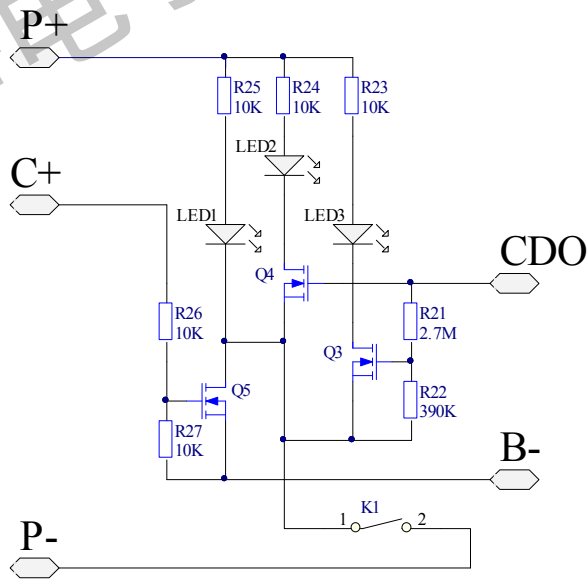 电
P+
R25
10K
R24
10K
R23
10K
LED2
C+
LED1
LED3
CDO
Q4
R26
10K
R21
2.7M
Q3
Q5
R22
390K
R27
10K
B-
K1
1
2
P-